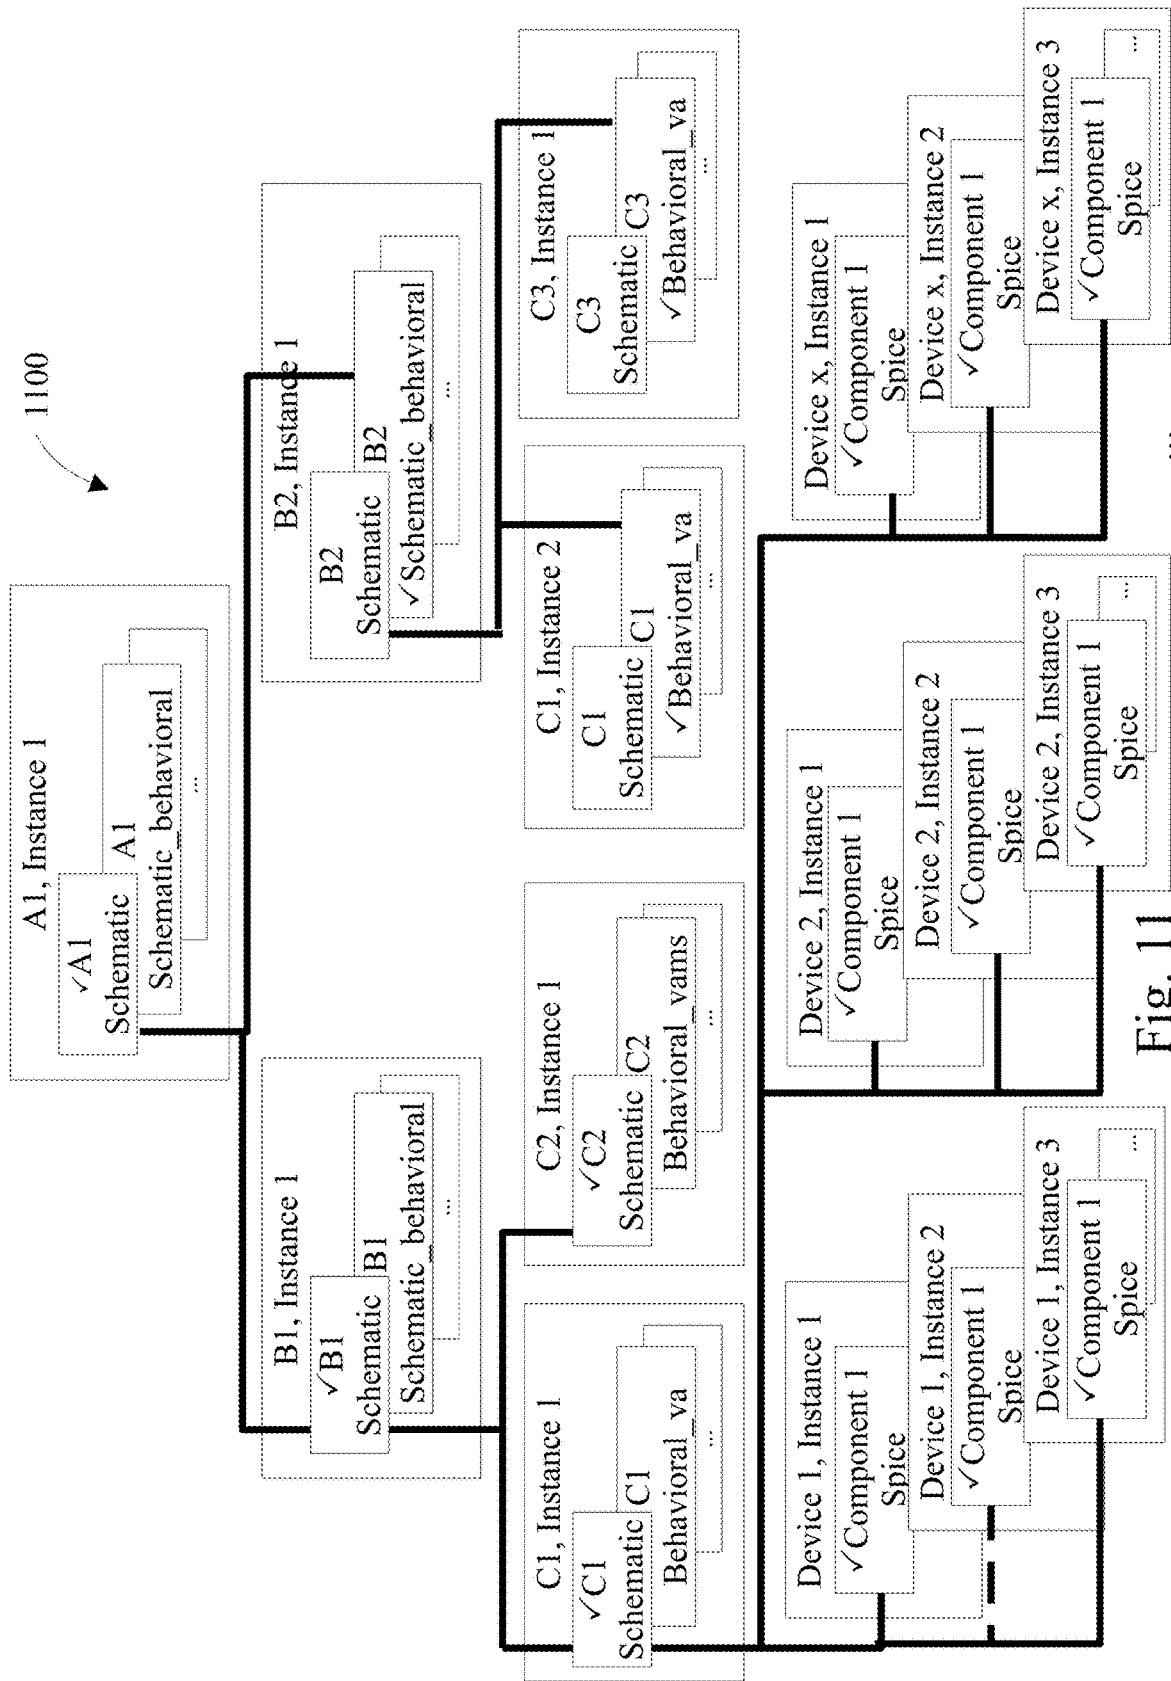 1100
A1, Instance 1
✓A1
Schematic
A1
Schematic_behavioral
...
B1, Instance 1
✓B1
Schematic
B1
Schematic_behavioral
...
B2, Instance 1
B2
Schematic
B2
✓Schematic_behavioral
...
C1, Instance 1
✓C1
Schematic
C1
Behavioral_va
...
C2, Instance 1
✓C2
Schematic
C2
Behavioral_vams
...
C1, Instance 2
C1
Schematic
C1
✓Behavioral_va
...
C3, Instance 1
C3
Schematic
C3
✓Behavioral_va
...
Device 1, Instance 1
✓Component 1
Spice
Device 1, Instance 2
✓Component 1
Spice
Device 1, Instance 3
✓Component 1
Spice
...
Device 2, Instance 1
✓Component 1
Spice
Device 2, Instance 2
✓Component 1
Spice
Device 2, Instance 3
✓Component 1
Spice
...
Device x, Instance 1
✓Component 1
Spice
Device x, Instance 2
✓Component 1
Spice
Device x, Instance 3
✓Component 1
Spice
...
...
Fig. 11